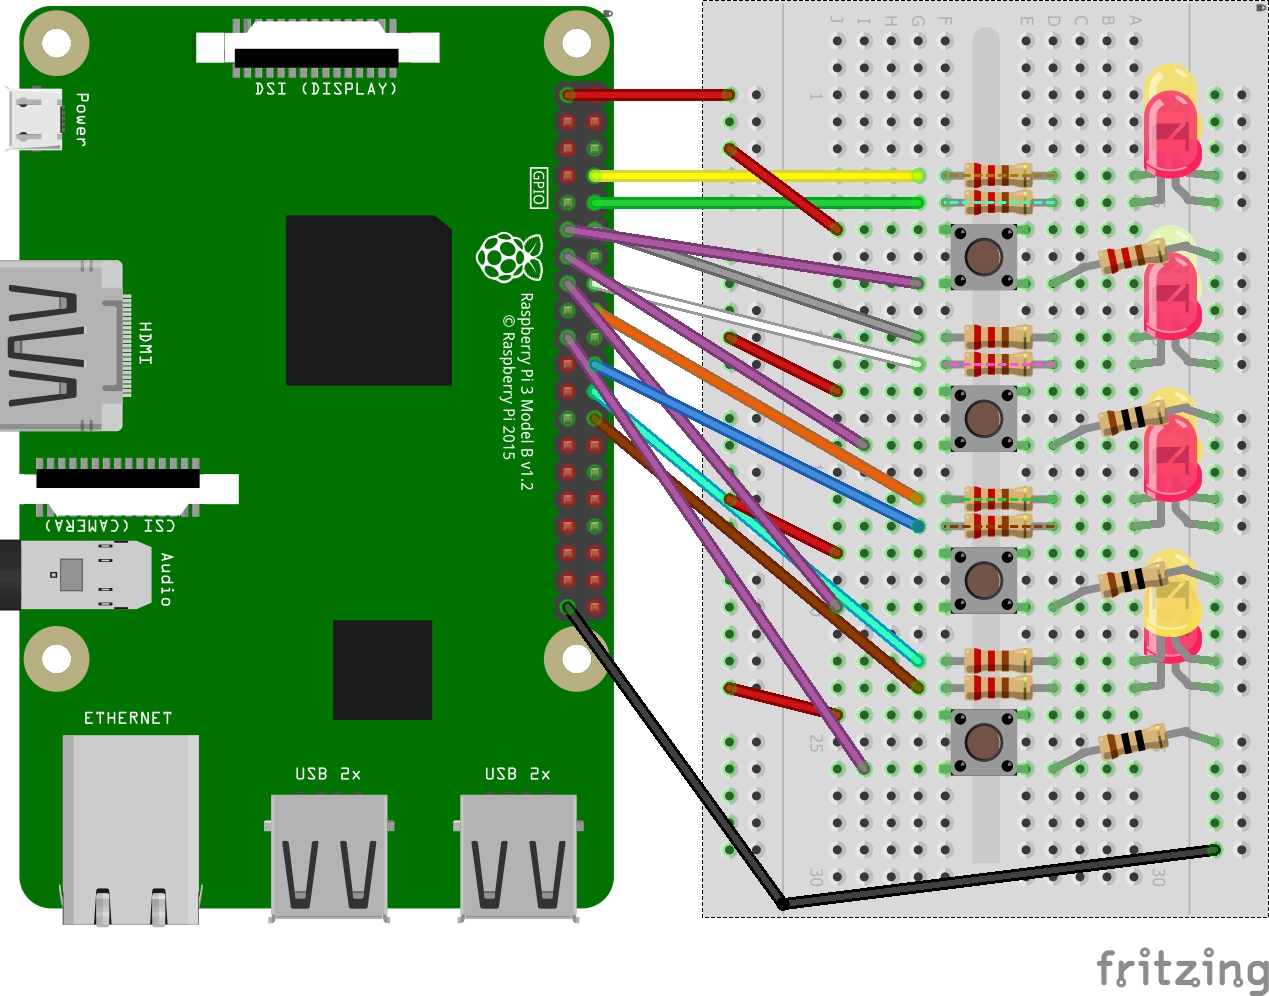 DSI (DISPLAY)
Power
J I H G F E D C B A
1
GPIO
HDMI
Raspberry Pi 3 Model B v1.2
© Raspberry Pi 2015
CSI (CAMERA)
Audio
ETHERNET
USB 2x
USB 2x
25
30
30
fritzing